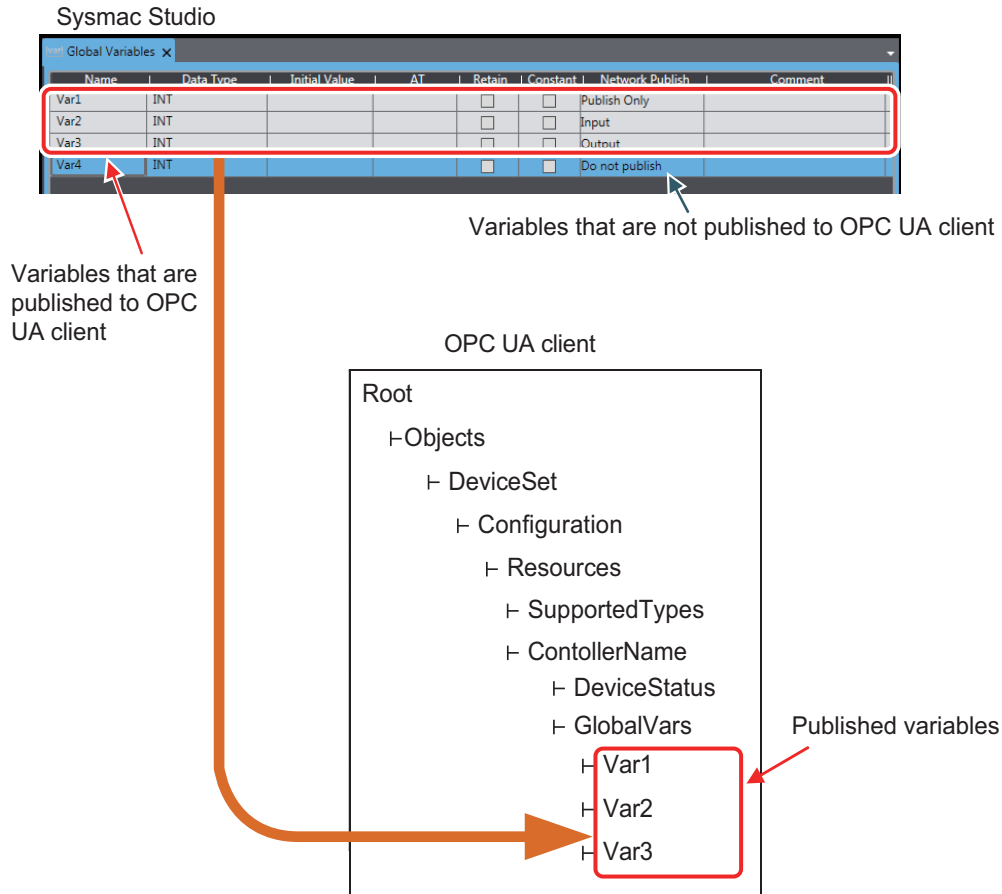 Sysmac Studio
Global Variables
Name Data Type Initial Value AT Retain Constant Network Publish Comment
Var1 INT Publish Only
Var2 INT Input
Var3 INT Output
Var4 INT Do not publish
Variables that are not published to OPC UA client
Variables that are
published to OPC
UA client
OPC UA client
Root
Objects
DeviceSet
Configuration
Resources
SupportedTypes
ContollerName
DeviceStatus
GlobalVars
Published variables
Var1
Var2
Var3